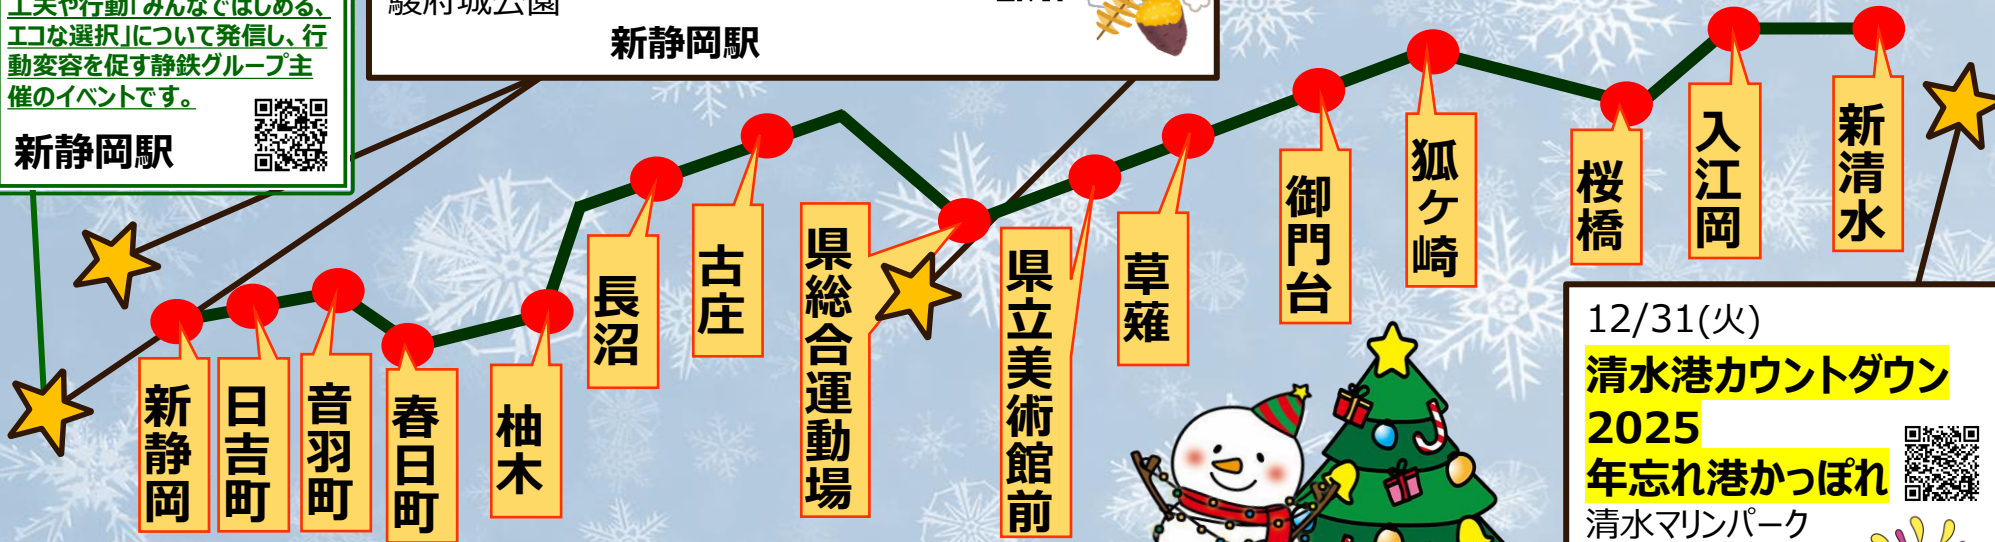 工夫や行動「みんなではじめる、
エコな選択」について発信し、行
動変容を促す静鉄グループ主
催のイベントです。
新静岡駅
駿府城公園
新静岡駅
新静岡
日吉町
音羽町
春日町
柚木
長沼
古庄
県総合運動場
県立美術館前
草薙
御門台
狐ケ崎
桜橋
入江岡
新清水
12/31(火)
清水港カウントダウン
2025
年忘れ港かっぽれ
清水マリンパーク